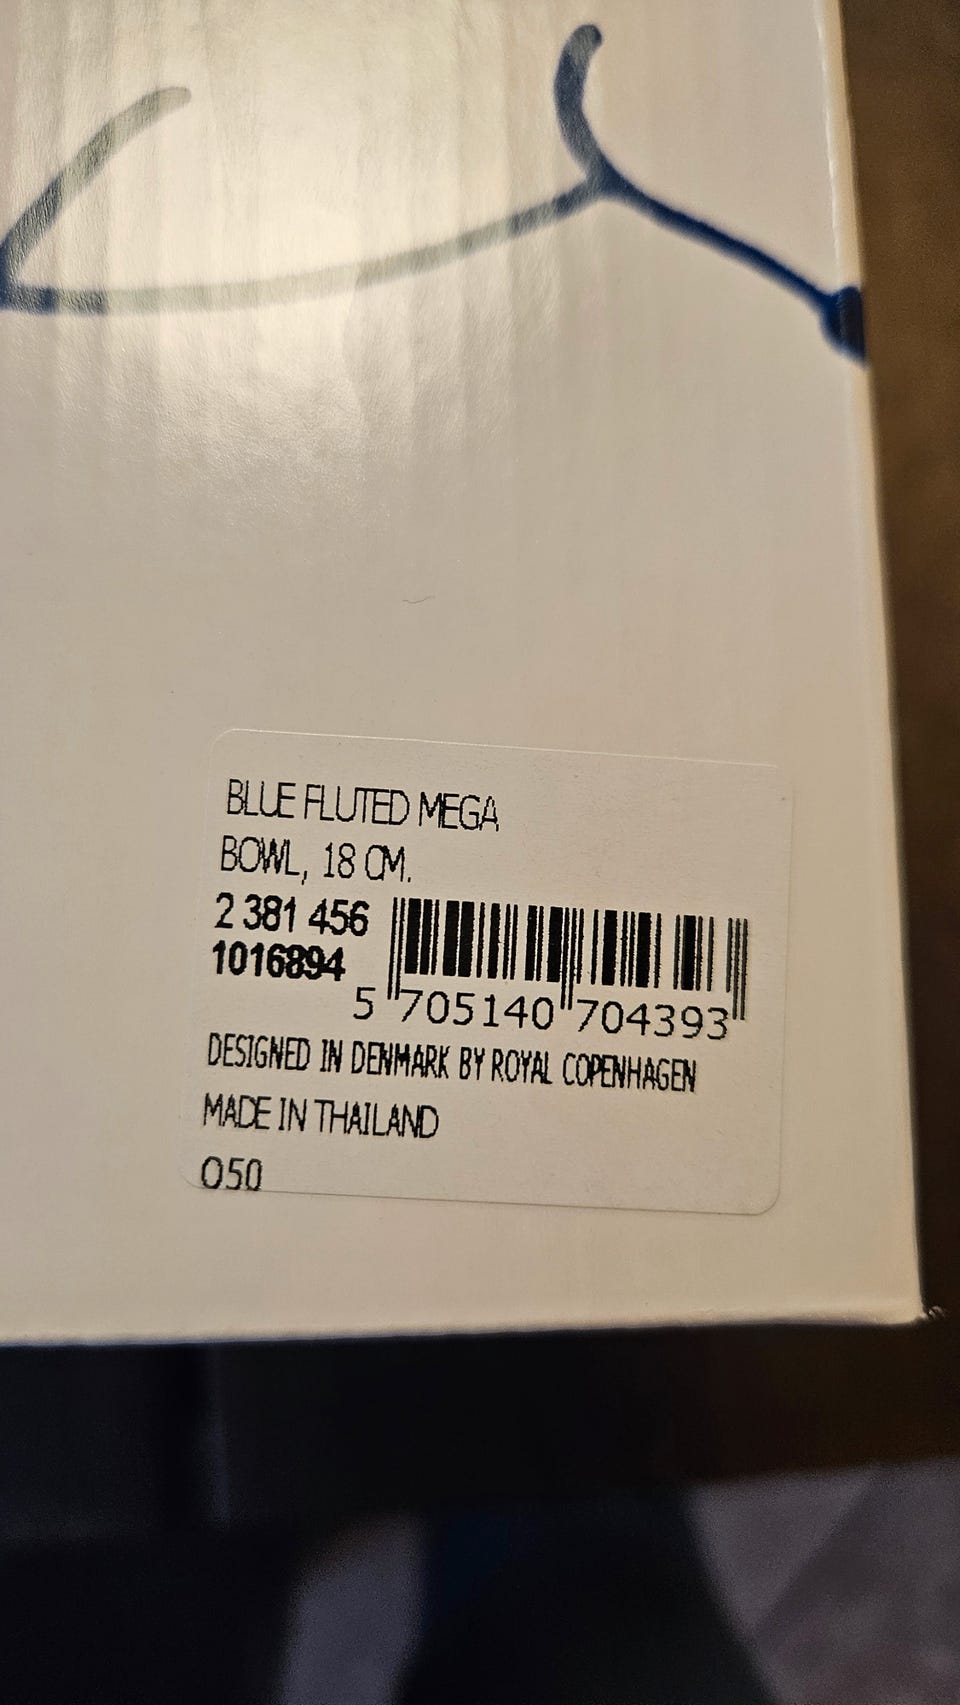 BLUE FLUTED MEGA
BOWL, 18 CM.
2 381 456
1016894
5 705140 704393
DESIGNED IN DENMARK BY ROYAL COPENHAGEN
MADE IN THAILAND
O50